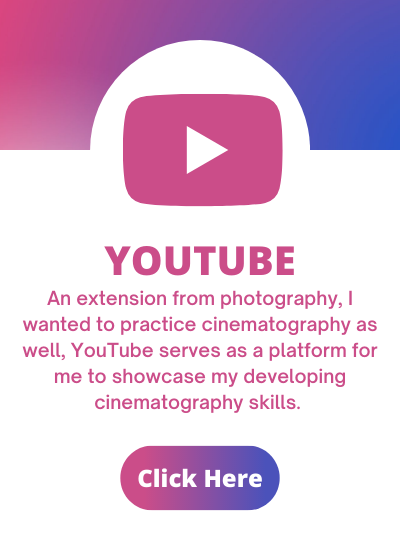 YOUTUBE
An extension from photography, I
wanted to practice cinematography as
well, YouTube serves as a platform for
me to showcase my developing
cinematography skills.
Click Here